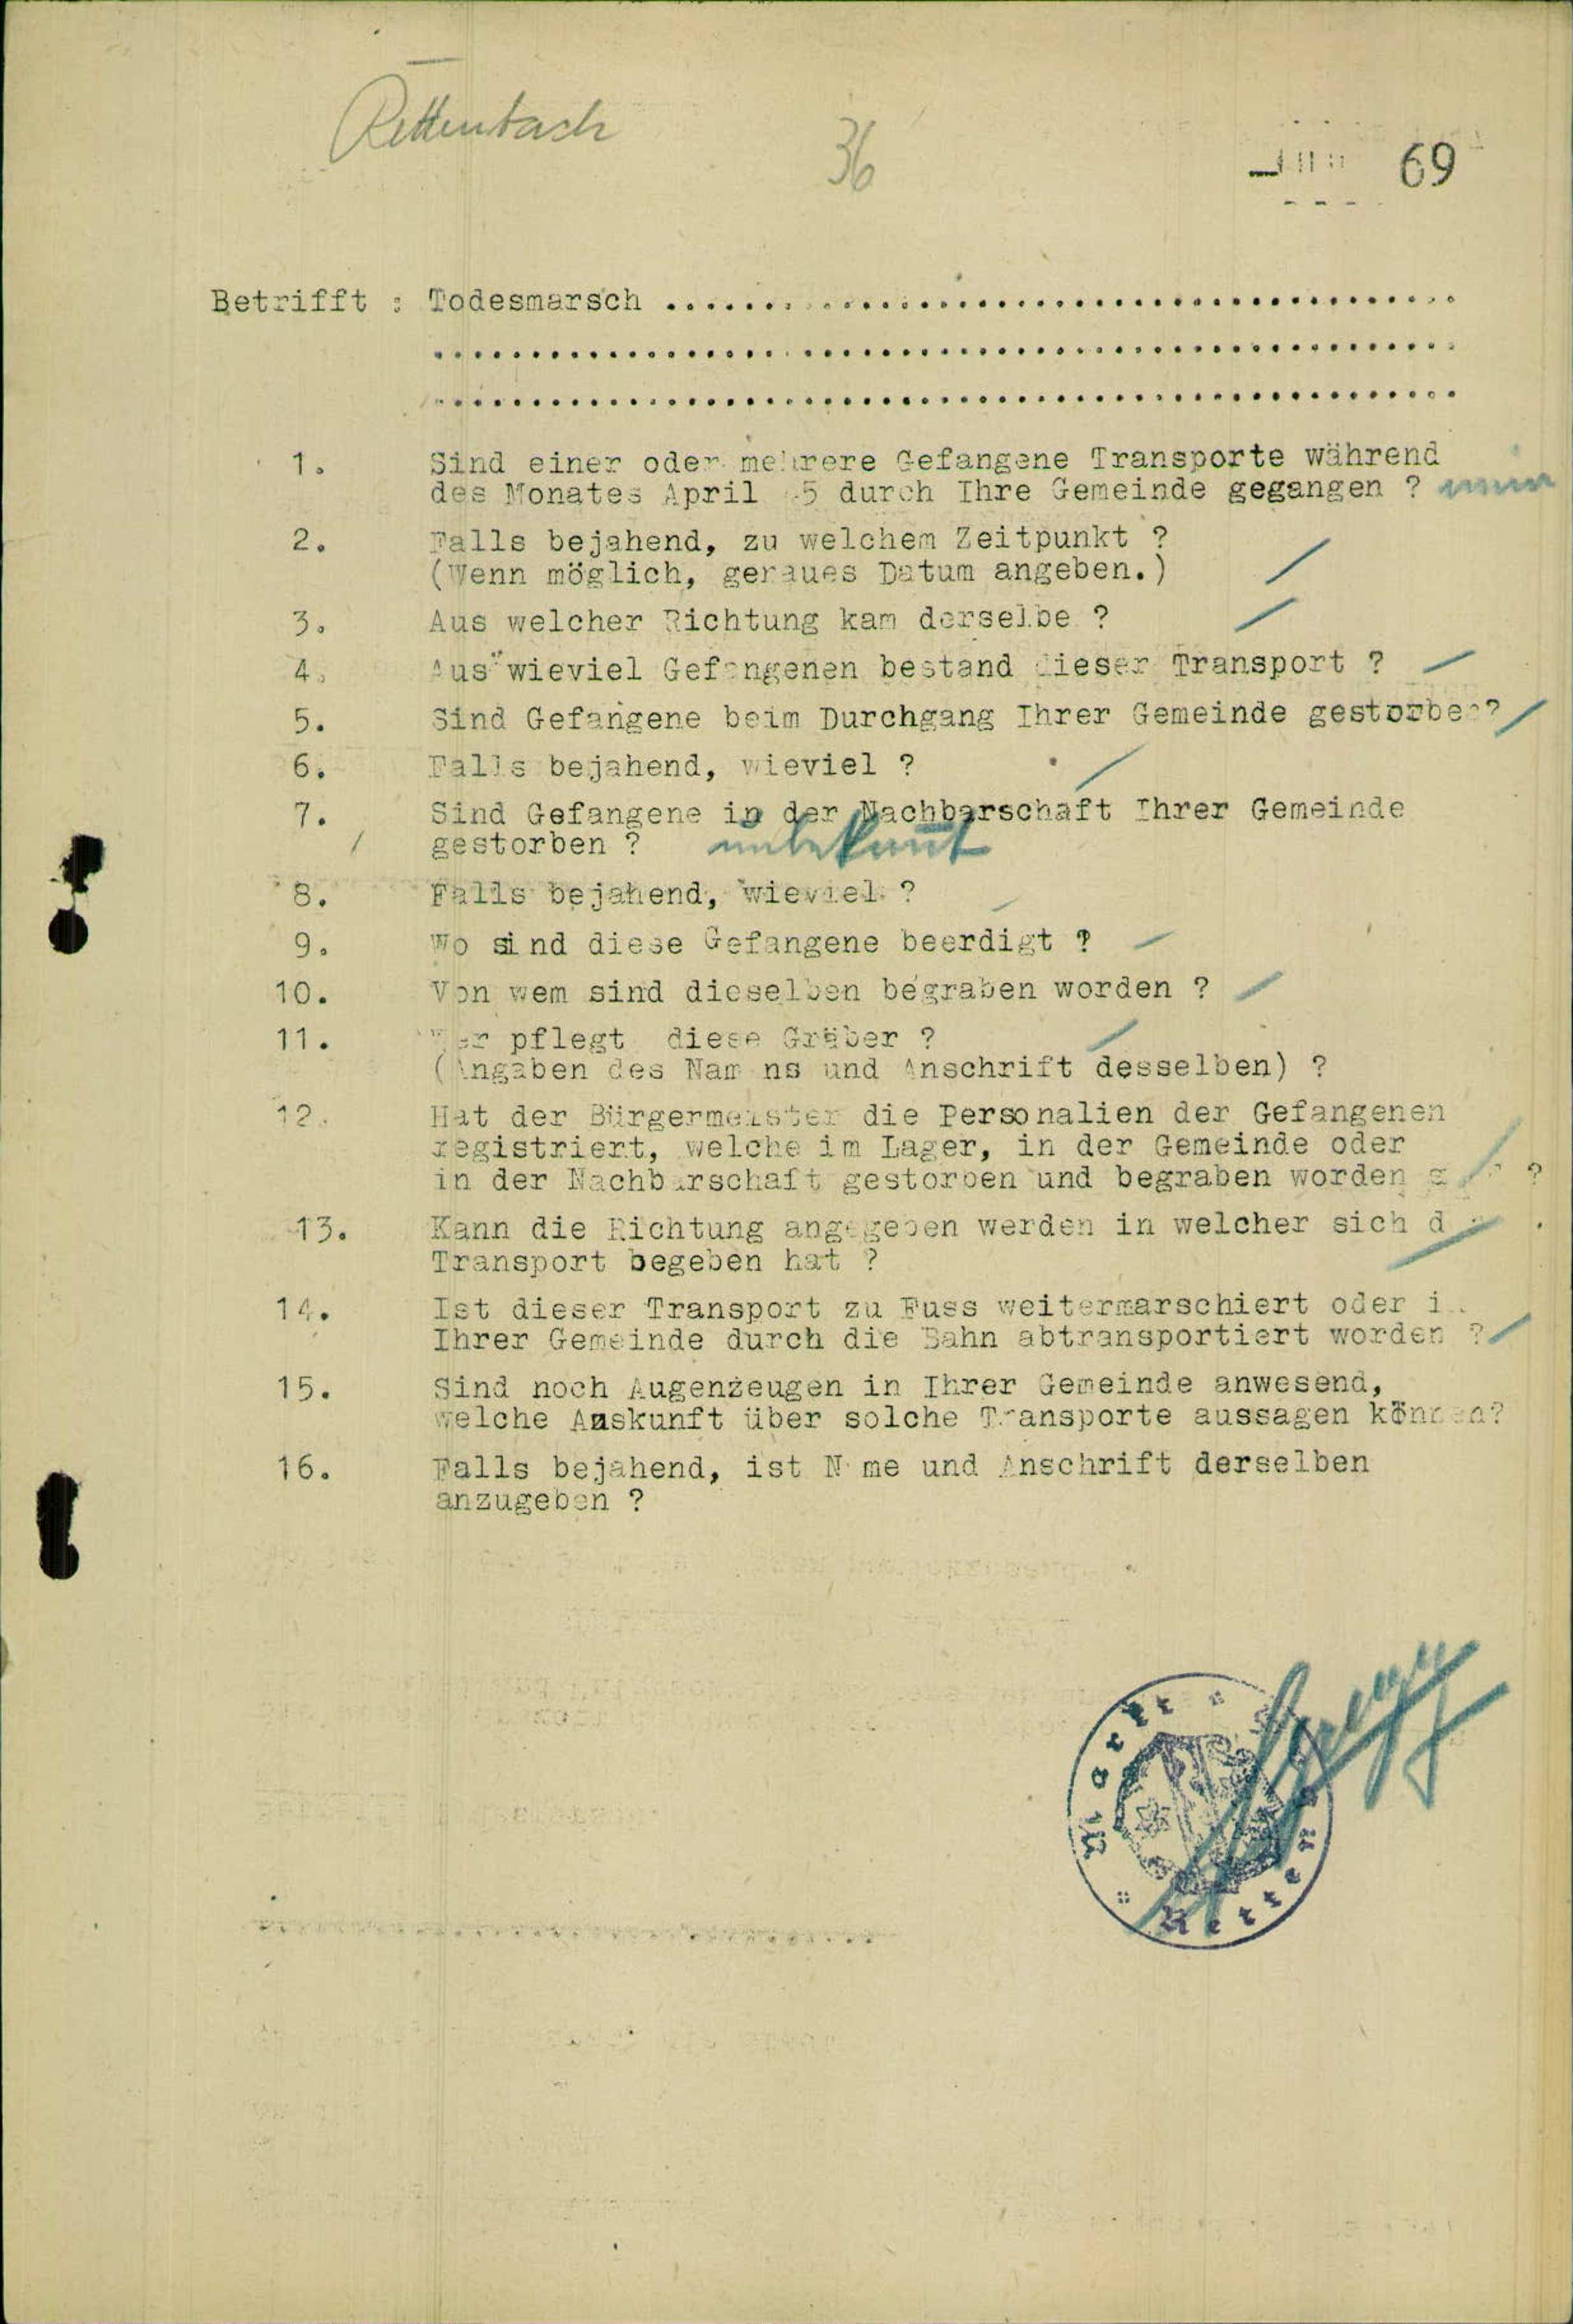 Rettenbach
36
69
Betrifft : Todesmarsch ................................................
................................................
................................................
1. Sind einer oder mehrere Gefangene Transporte während
des Monates April 45 durch Ihre Gemeinde gegangen ? nein
2. Falls bejahend, zu welchem Zeitpunkt ?
(Wenn möglich, genaues Datum angeben.) /
3. Aus welcher Richtung kam derselbe ? /
4. Aus wieviel Gefangenen bestand dieser Transport ? /
5. Sind Gefangene beim Durchgang Ihrer Gemeinde gestorben? /
6. Falls bejahend, wieviel ? /
7. Sind Gefangene in der Nachbarschaft Ihrer Gemeinde
gestorben ? unbekannt
8. Falls bejahend, wieviel ?
9. Wo sind diese Gefangene beerdigt ? /
10. Von wem sind dieselben begraben worden ? /
11. Wer pflegt diese Gräber ? /
(Angaben des Namens und Anschrift desselben) ?
12. Hat der Bürgermeister die Personalien der Gefangenen
registriert, welche im Lager, in der Gemeinde oder
in der Nachbarschaft gestorben und begraben worden ?
13. Kann die Richtung angegeben werden in welcher sich
Transport begeben hat ? /
14. Ist dieser Transport zu Fuss weitermarschiert oder
Ihrer Gemeinde durch die Bahn abtransportiert worden ? /
15. Sind noch Augenzeugen in Ihrer Gemeinde anwesend,
welche Auskunft über solche Transporte aussagen können?
16. Falls bejahend, ist Name und Anschrift derselben
anzugeben ?
Markt